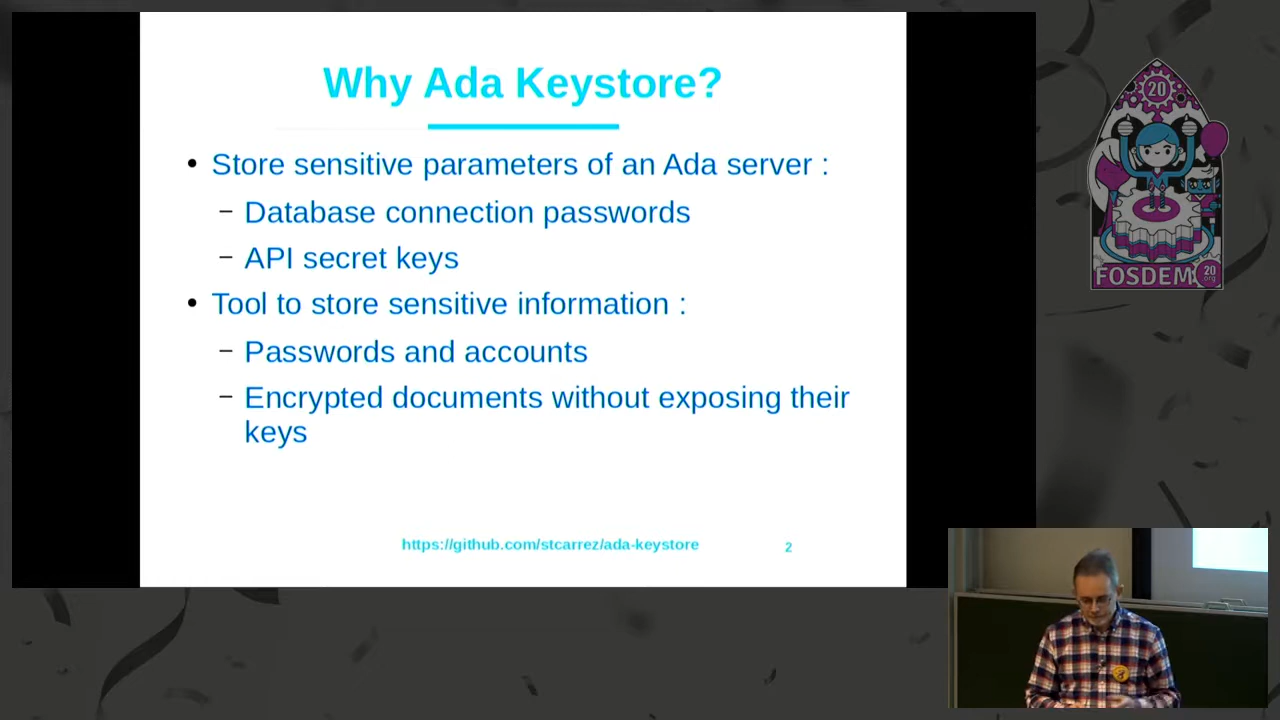 Why Ada Keystore?
● Store sensitive parameters of an Ada server :
– Database connection passwords
– API secret keys
● Tool to store sensitive information :
– Passwords and accounts
– Encrypted documents without exposing their
keys
https://github.com/stcarrez/ada-keystore
2
20
FOSDEM
20
org